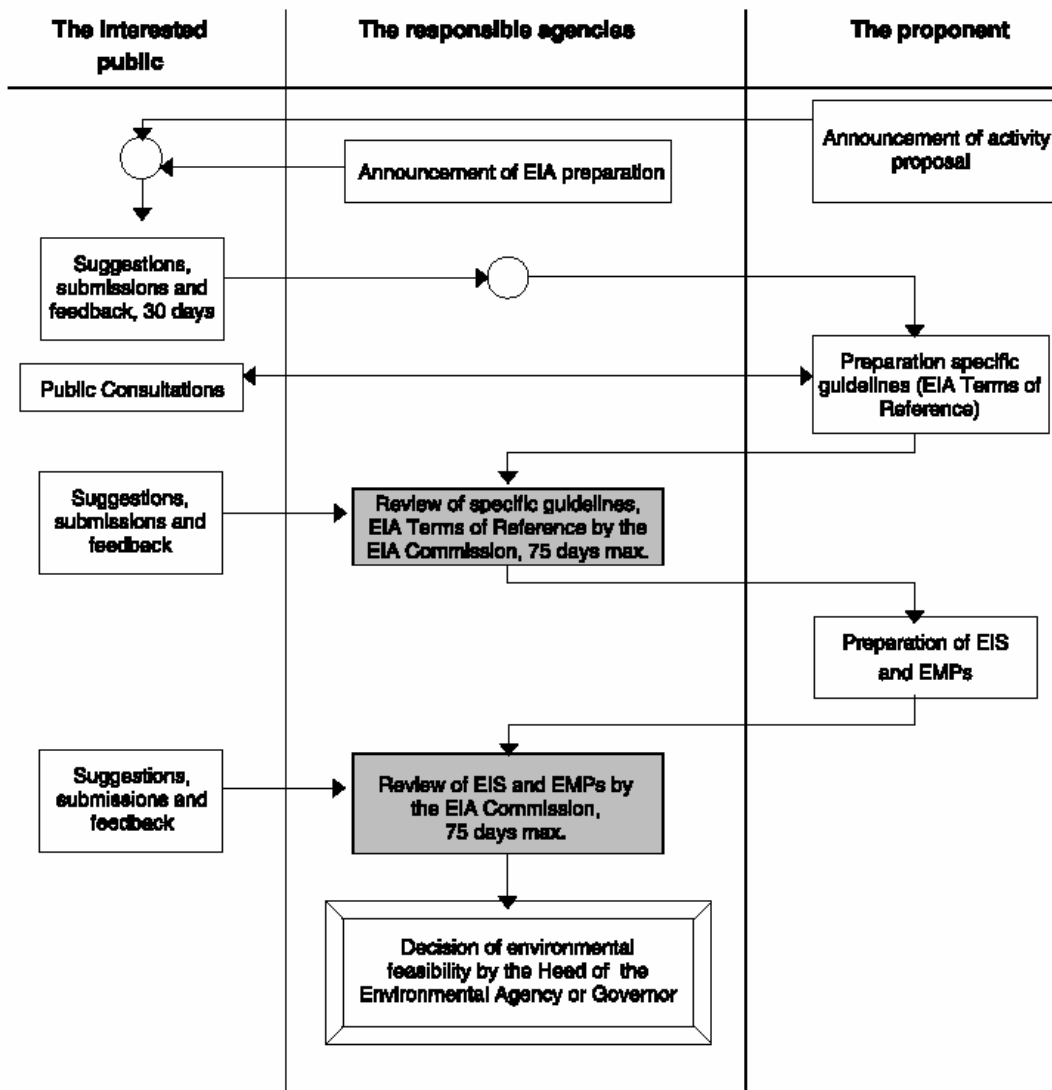 The interested
public
The responsible agencies
The proponent
Announcement of activity
proposal
Announcement of EIA preparation
Suggestions,
submissions and
feedback, 30 days
Public Consultations
Preparation specific
guidelines (EIA Terms of
Reference)
Suggestions,
submissions and
feedback
Review of specific guidelines,
EIA Terms of Reference by the
EIA Commission, 75 days max.
Preparation of EIS
and EMPs
Suggestions,
submissions and
feedback
Review of EIS and EMPs by
the EIA Commission,
75 days max.
Decision of environmental
feasibility by the Head of the
Environmental Agency or Governor